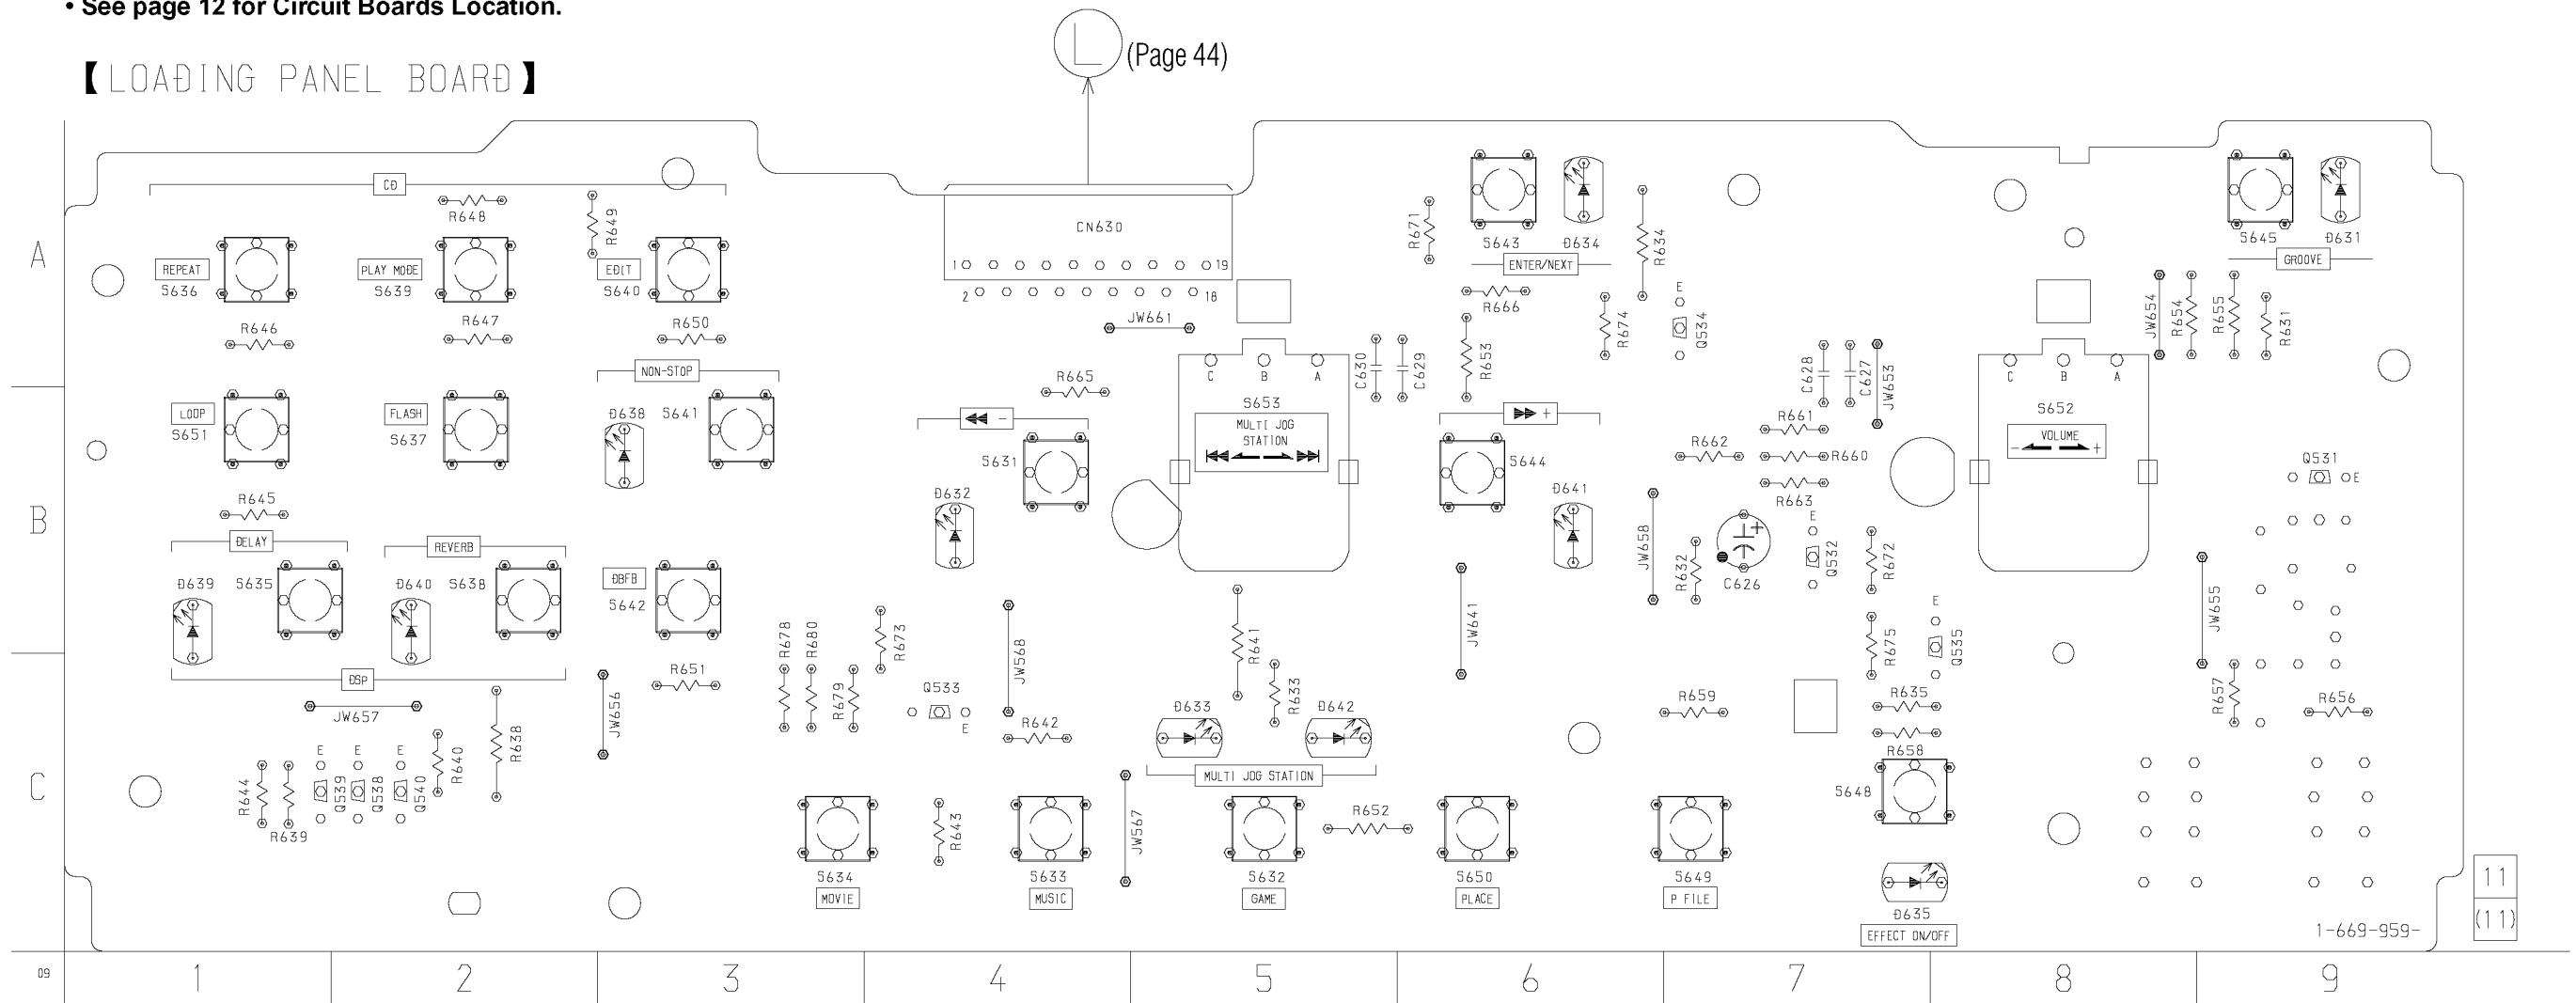 • See page 12 for Circuit Boards Location.
【LOADING PANEL BOARD】
L (Page 44)
CD
R648
R649
CN630
1 19
2 18
R671
S643 D634
ENTER/NEXT
R634
S645 D631
GROOVE
A
REPEAT
S636
PLAY MODE
S639
EDIT
S640
R646
R647
R650
JW661
R666
R653
R674
E
Q534
JW654
R654
R655
R631
NON-STOP
R665
C B A
C630
C629
C628
C627
JW653
C B A
LOOP
S651
FLASH
S637
D638 S641
◀◀ -
S631
S653
MULTI JOG
STATION
▶▶ +
S644
R661
R662
R660
R663
S652
VOLUME
- +
Q531
E
B
R645
D632
D641
JW658
DELAY
REVERB
D639 S635
D640 S638
DBFB
S642
R632
C626
E
Q532
R672
E
Q535
JW655
R678
R680
R673
JW568
R641
JW641
R675
DSP
R651
JW657
R638
JW656
R679
Q533
E
R642
D633
R633
D642
R659
R635
R658
R657
R656
C
R644
R639
E
Q539
E
Q538
E
Q540
R640
MULTI JOG STATION
S648
R643
JW567
R652
S634
MOVIE
S633
MUSIC
S632
GAME
S650
PLACE
S649
P FILE
D635
EFFECT ON/OFF
11
(11)
1-669-959-
09
1 2 3 4 5 6 7 8 9